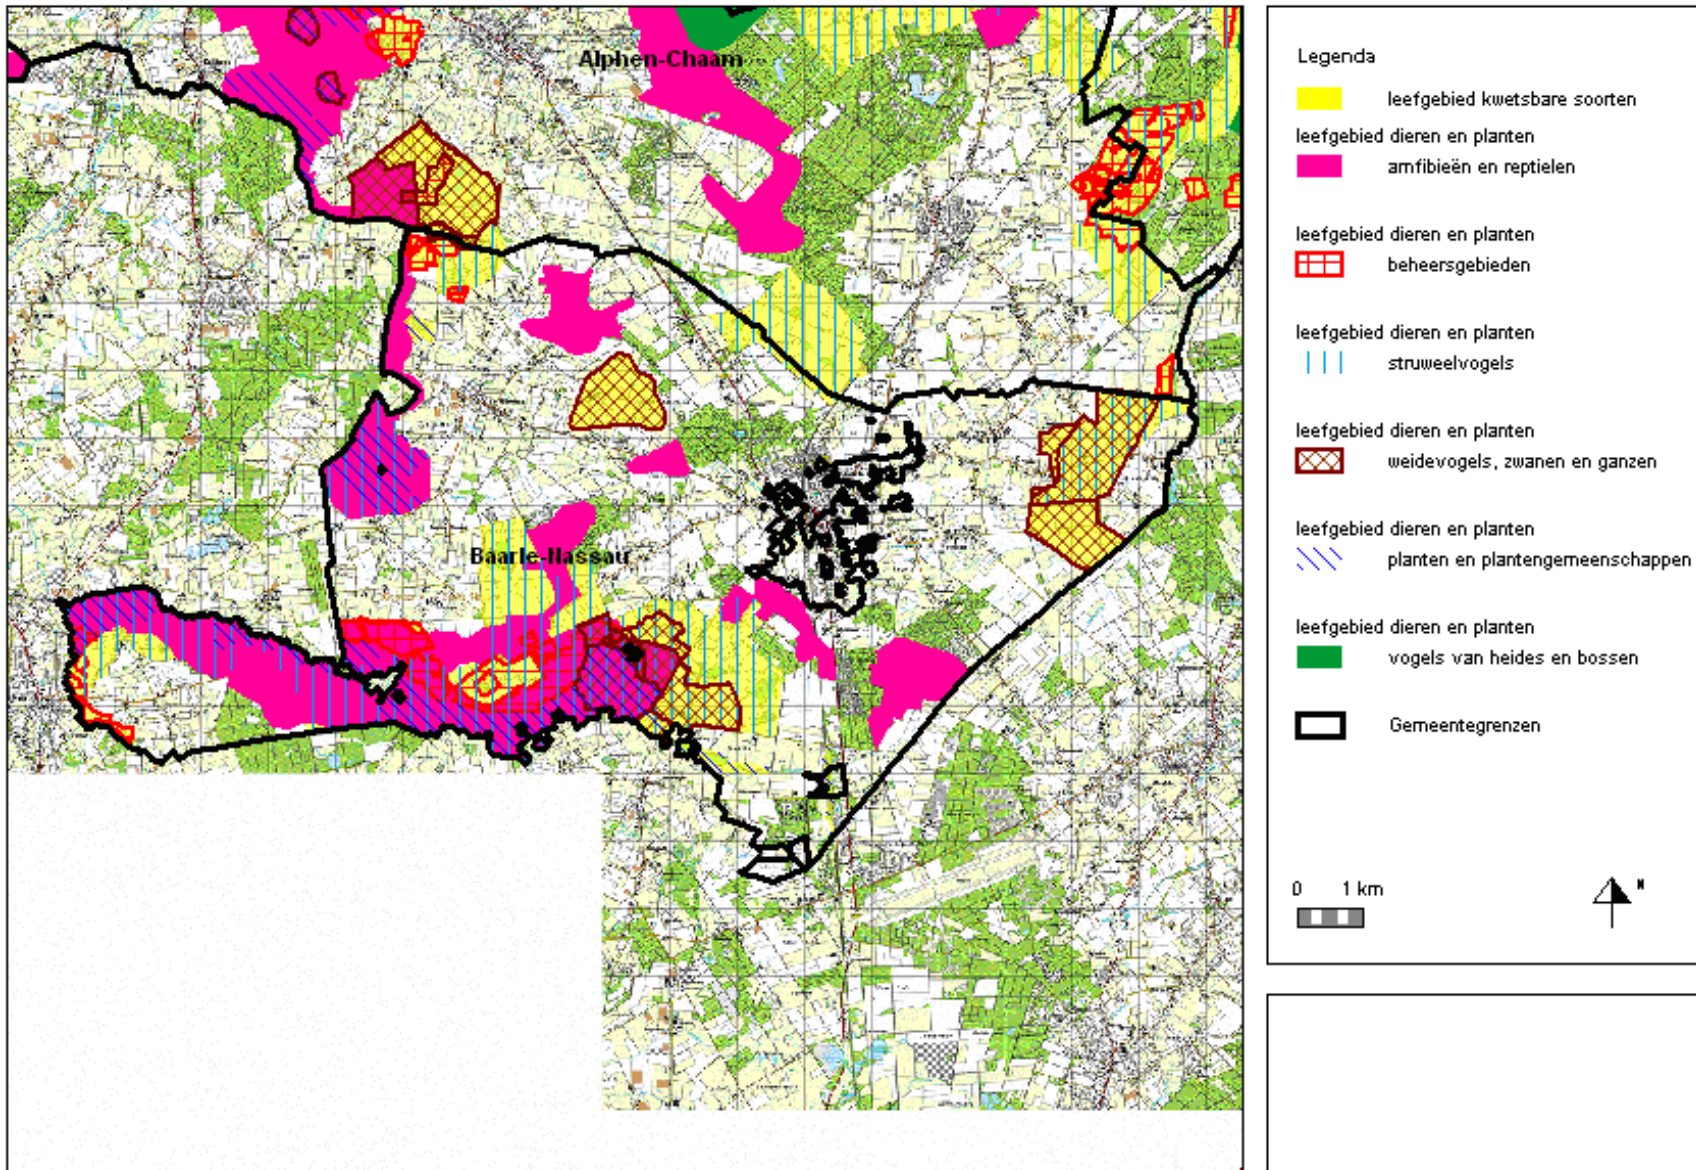 Alphen-Chaam
Baarle-Nassau
Legenda
leefgebied kwetsbare soorten
leefgebied dieren en planten
amfibieën en reptielen
leefgebied dieren en planten
beheersgebieden
leefgebied dieren en planten
struweelvogels
leefgebied dieren en planten
weidevogels, zwanen en ganzen
leefgebied dieren en planten
planten en plantengemeenschappen
leefgebied dieren en planten
vogels van heides en bossen
Gemeentegrenzen
0 1 km
N